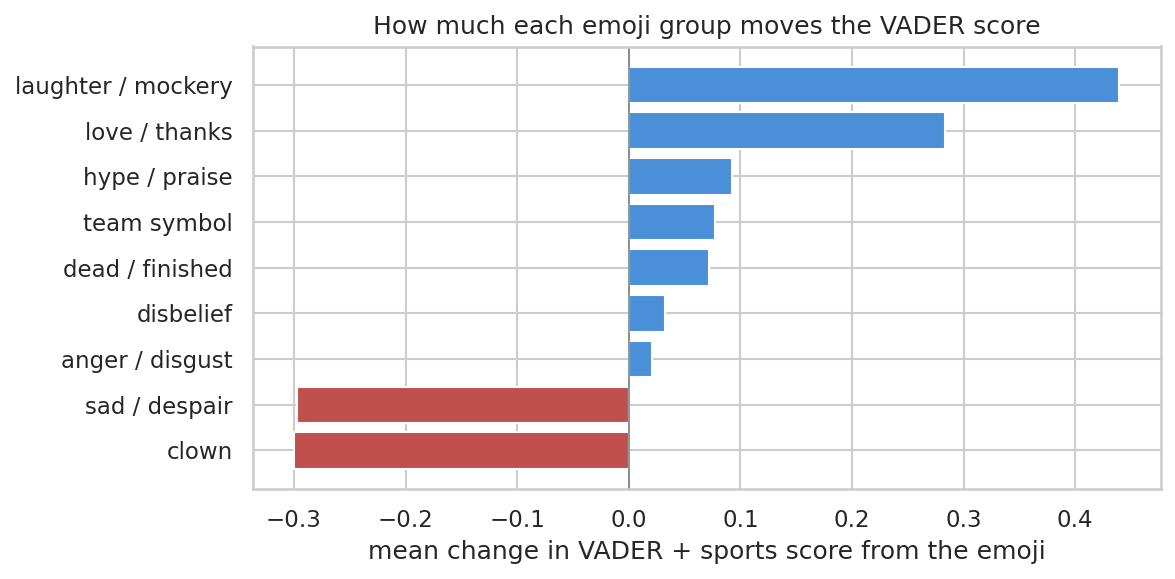 How much each emoji group moves the VADER score
laughter / mockery
love / thanks
hype / praise
team symbol
dead / finished
disbelief
anger / disgust
sad / despair
clown
−0.3 −0.2 −0.1 0.0 0.1 0.2 0.3 0.4
mean change in VADER + sports score from the emoji